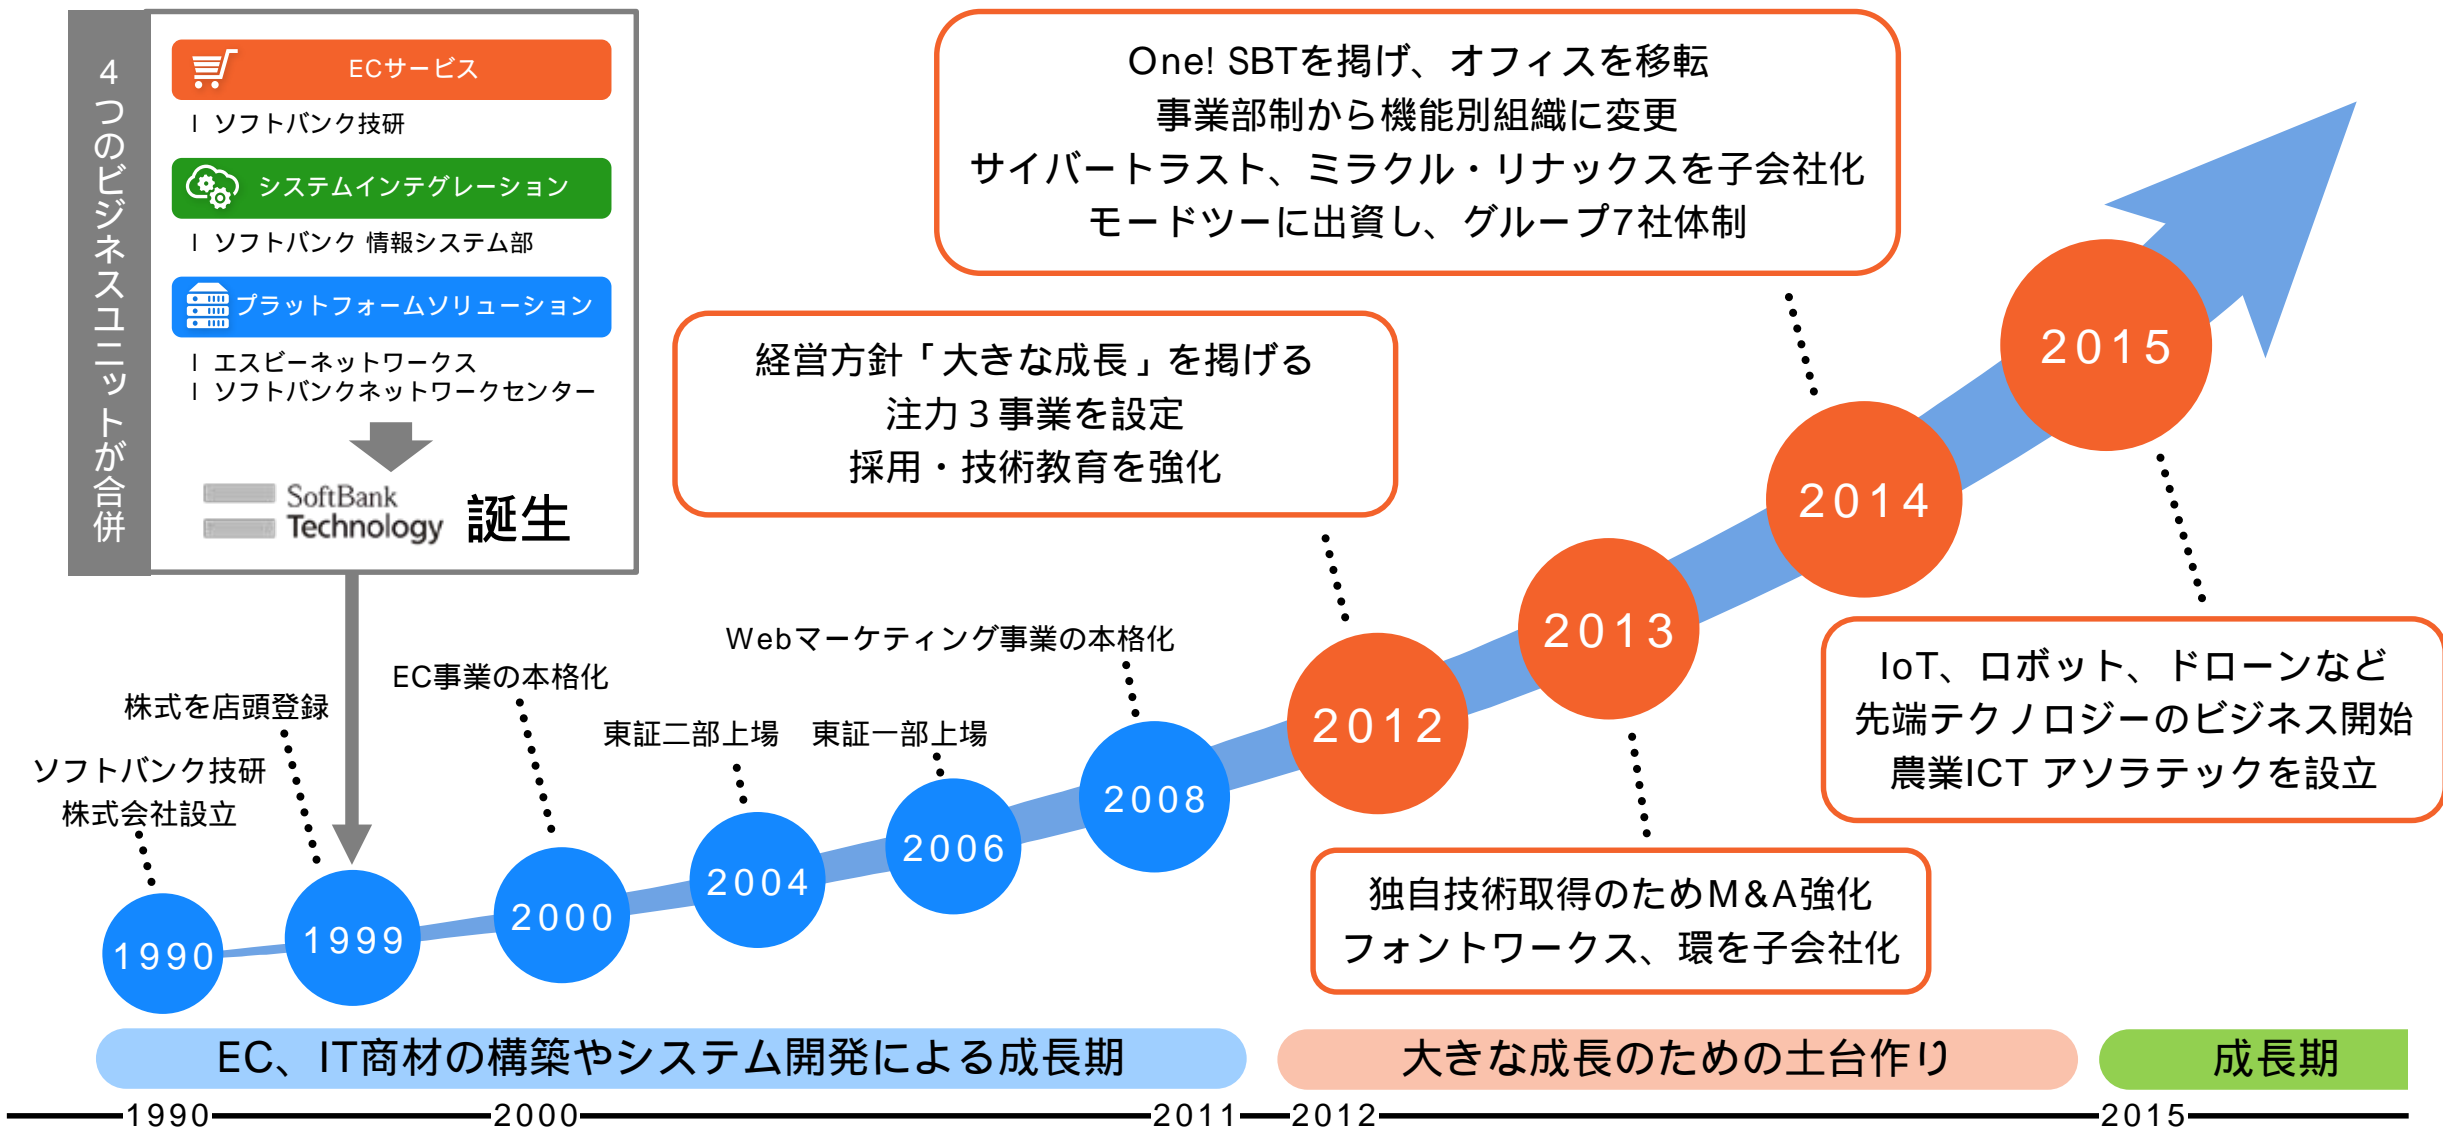 4つのビジネスユニットが合併
ECサービス
l ソフトバンク技研
システムインテグレーション
l ソフトバンク 情報システム部
プラットフォームソリューション
l エスビーネットワークス
l ソフトバンクネットワークセンター
SoftBank
Technology 誕生
One! SBTを掲げ、オフィスを移転
事業部制から機能別組織に変更
サイバートラスト、ミラクル・リナックスを子会社化
モードツーに出資し、グループ7社体制
経営方針「大きな成長」を掲げる
注力3事業を設定
採用・技術教育を強化
Webマーケティング事業の本格化
EC事業の本格化
株式を店頭登録
東証二部上場
東証一部上場
ソフトバンク技研
株式会社設立
IoT、ロボット、ドローンなど
先端テクノロジーのビジネス開始
農業ICT アソラテックを設立
独自技術取得のためM&A強化
フォントワークス、環を子会社化
1990
1999
2000
2004
2006
2008
2012
2013
2014
2015
EC、IT商材の構築やシステム開発による成長期
大きな成長のための土台作り
成長期
1990
2000
2011
2012
2015